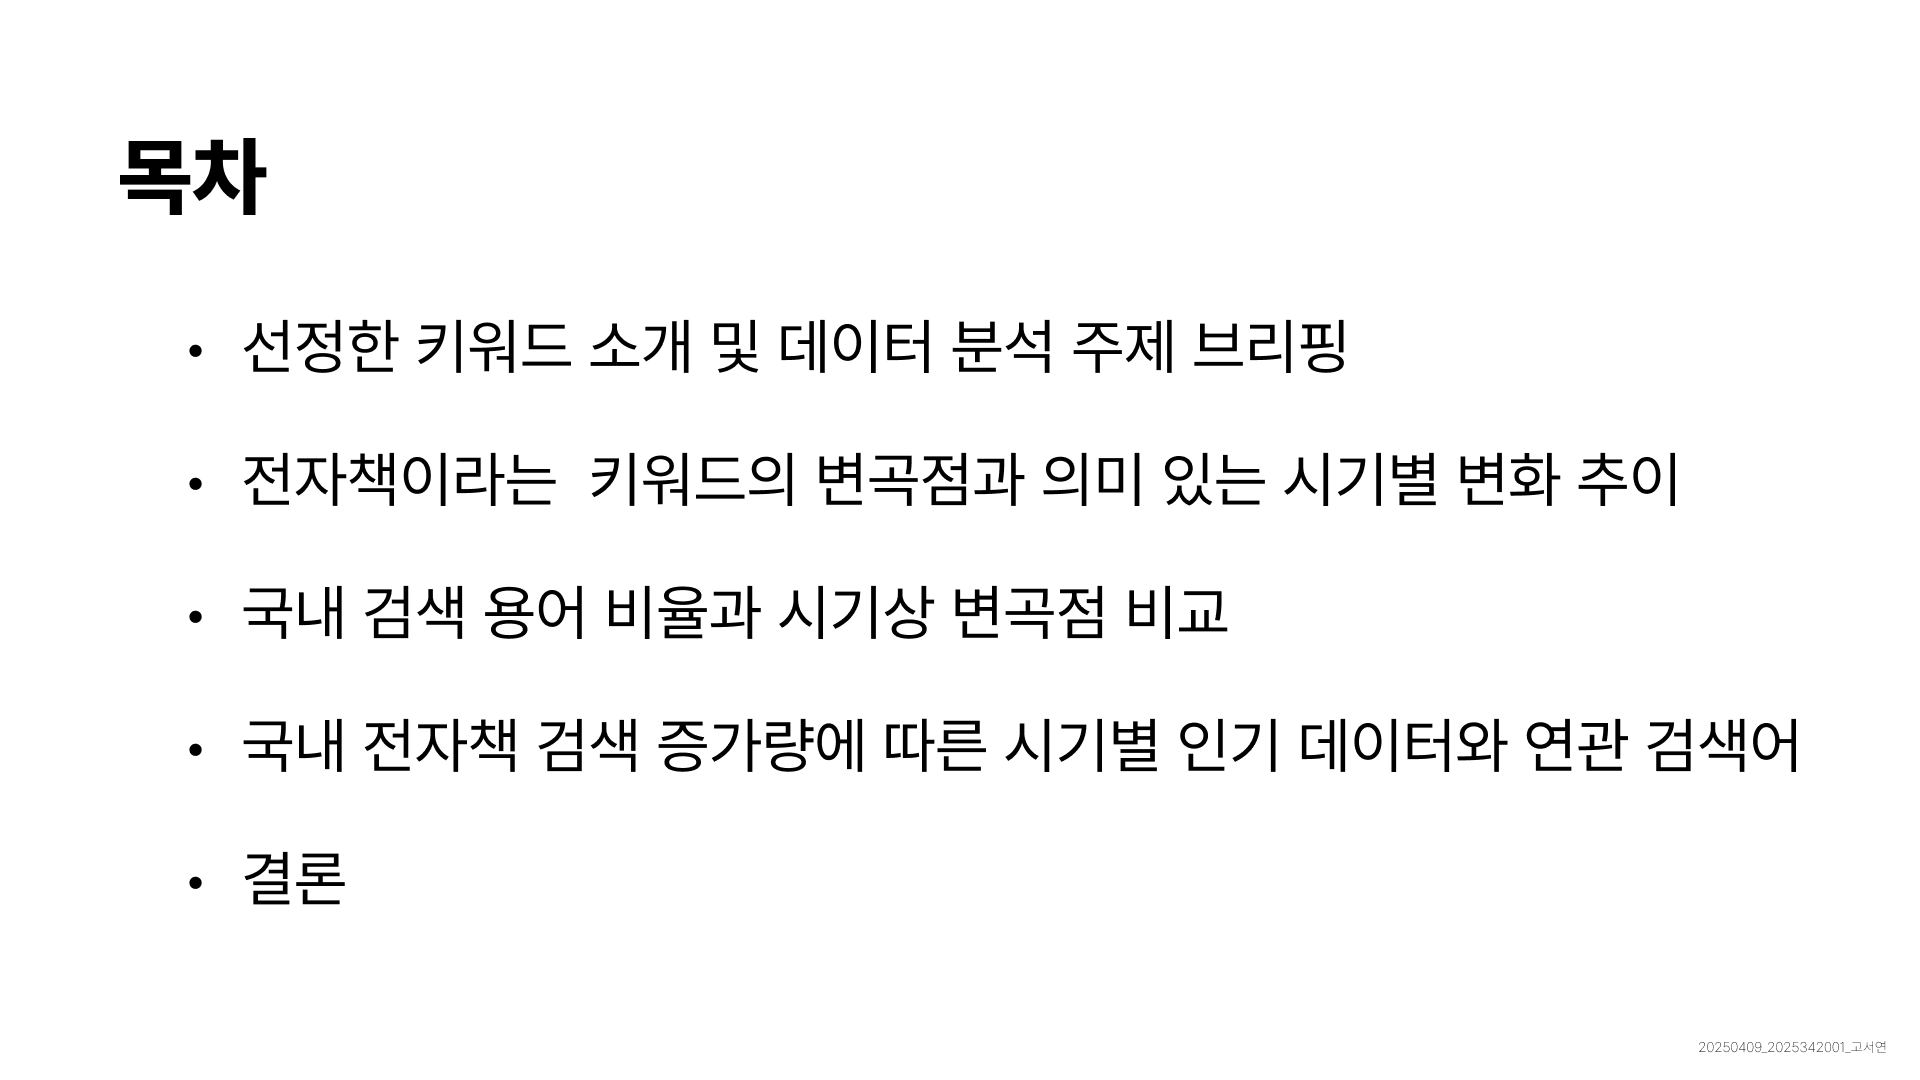 목차
• 선정한 키워드 소개 및 데이터 분석 주제 브리핑
• 전자책이라는  키워드의 변곡점과 의미 있는 시기별 변화 추이
• 국내 검색 용어 비율과 시기상 변곡점 비교
• 국내 전자책 검색 증가량에 따른 시기별 인기 데이터와 연관 검색어
• 결론
20250409_2025342001_고서연